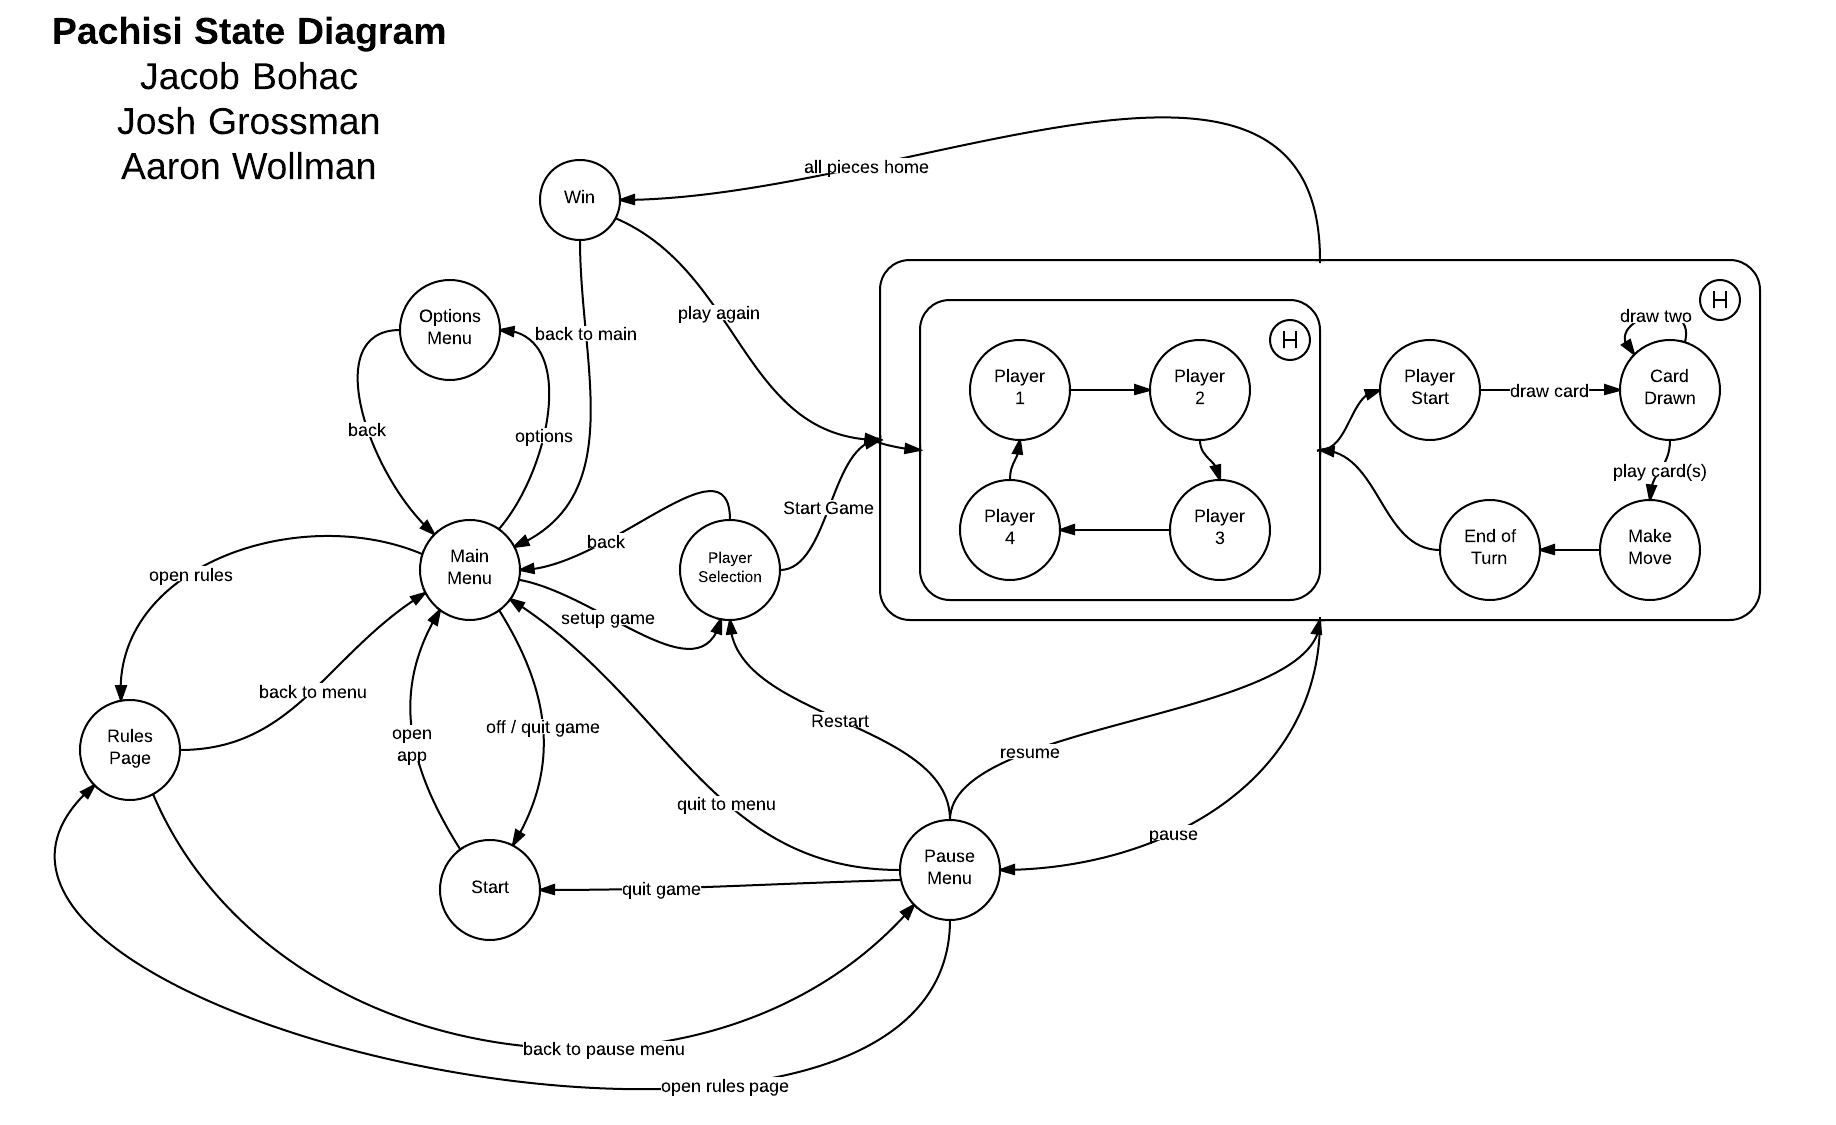 Pachisi State Diagram
Jacob Bohac
Josh Grossman
Aaron Wollman
all pieces home
Win
play again
back to main
Options
Menu
back
options
H
H
Player
1
Player
2
Player
3
Player
4
Player
Start
draw card
draw two
Card
Drawn
play card(s)
Make
Move
End of
Turn
Start Game
Player
Selection
back
Main
Menu
setup game
open rules
back to menu
Rules
Page
open
app
off / quit game
Restart
resume
quit to menu
pause
Pause
Menu
quit game
Start
back to pause menu
open rules page